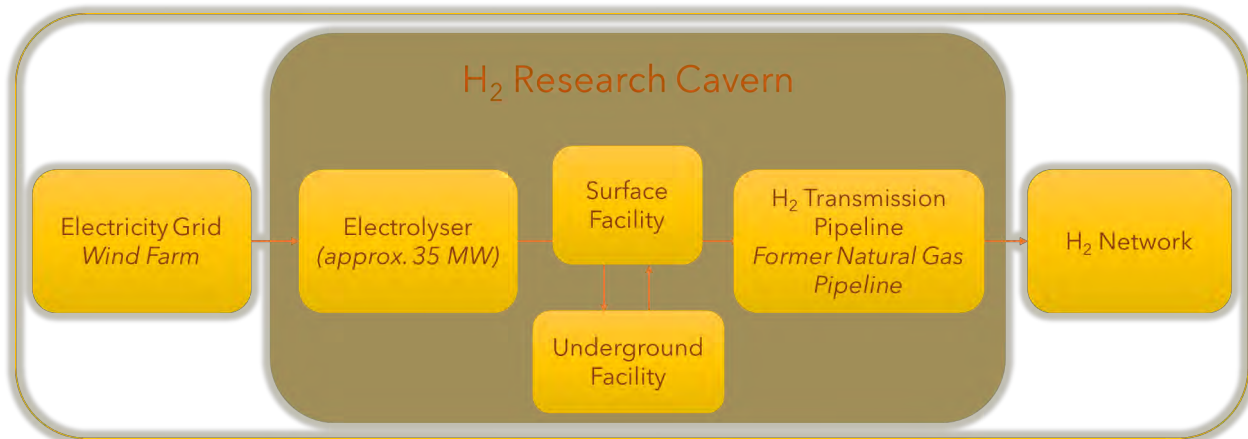 H₂ Research Cavern
Electricity Grid
Wind Farm
Electrolyser
(approx. 35 MW)
Surface
Facility
Underground
Facility
H₂ Transmission
Pipeline
Former Natural Gas
Pipeline
H₂ Network